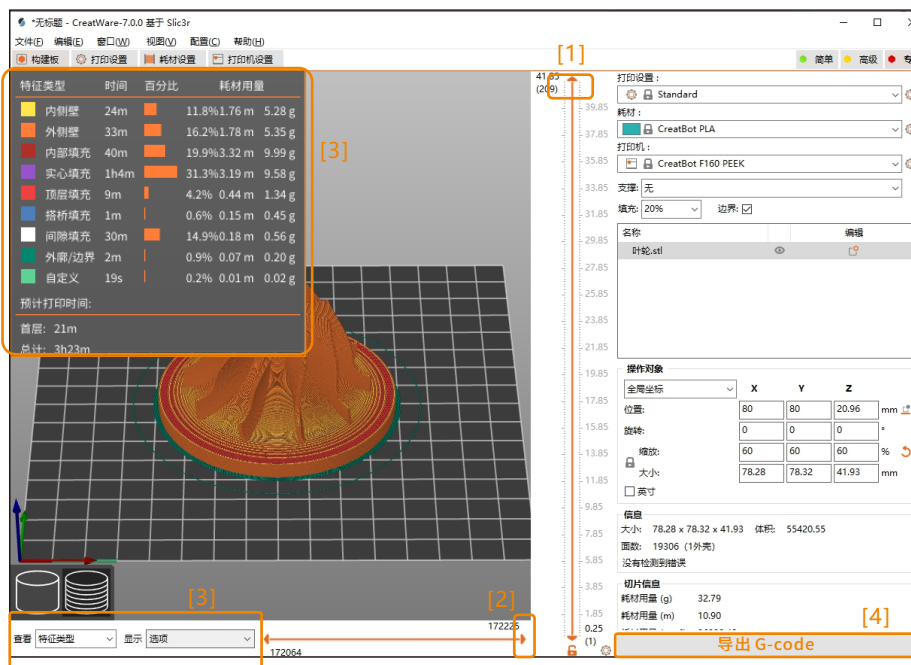 *无标题 - CreatWare-7.0.0 基于 Slic3r
文件(F) 编辑(E) 窗口(W) 视图(V) 配置(C) 帮助(H)
构建板 打印设置 耗材设置 打印机设置
简单 高级
[1]
特征类型 时间 百分比 耗材用量
内侧壁 24m 11.8% 1.76 m 5.28 g
外侧壁 33m 16.2% 1.78 m 5.35 g
内部填充 40m 19.9% 3.32 m 9.99 g
实心填充 1h4m 31.3% 3.19 m 9.58 g
顶层填充 9m 4.2% 0.44 m 1.34 g
搭桥填充 1m 0.6% 0.15 m 0.45 g
间隙填充 30m 14.9% 0.18 m 0.56 g
外廓/边界 2m 0.9% 0.07 m 0.20 g
自定义 19s 0.2% 0.01 m 0.02 g
预计打印时间:
首层: 21m
总计: 3h23m
[3]
(209)
39.85
37.85
35.85
33.85
31.85
29.85
27.85
25.85
23.85
21.85
19.85
17.85
15.85
13.85
11.85
9.85
7.85
5.85
3.85
1.85
0.25
(1)
打印设置 :
Standard
耗材 :
CreatBot PLA
打印机 :
CreatBot F160 PEEK
支撑: 无
填充: 20% 边界:
名称 编辑
叶轮.stl
操作对象
全局坐标 X Y Z
位置: 80 80 20.96 mm
旋转: 0 0 0 °
缩放: 60 60 60 %
大小: 78.28 78.32 41.93 mm
英寸
信息
大小: 78.28 x 78.32 x 41.93 体积: 55420.55
面数: 19306 (1外壳)
没有检测到错误
切片信息
耗材用量 (g) 32.79
耗材用量 (m) 10.90
[4]
导出 G-code
[3]
[2]
查看 特征类型 显示 选项
172225
172064